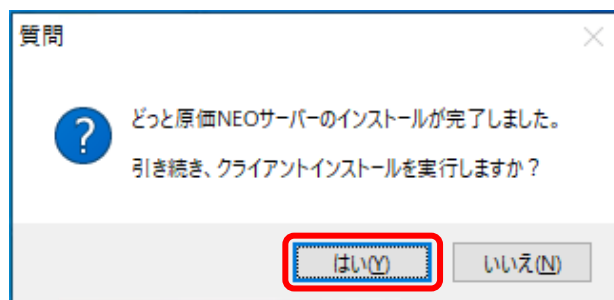 質問
どっと原価NEOサーバーのインストールが完了しました。
引き続き、クライアントインストールを実行しますか？
はい(Y) いいえ(N)